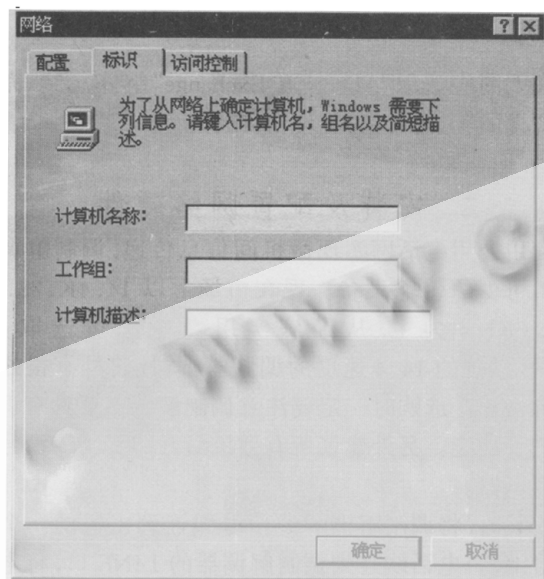 网络
配置 标识 访问控制
为了从网络上确定计算机，Windows 需要下
列信息。请键入计算机名，组名以及简短描
述。
计算机名称：
工作组：
计算机描述：
www.c
确定 取消